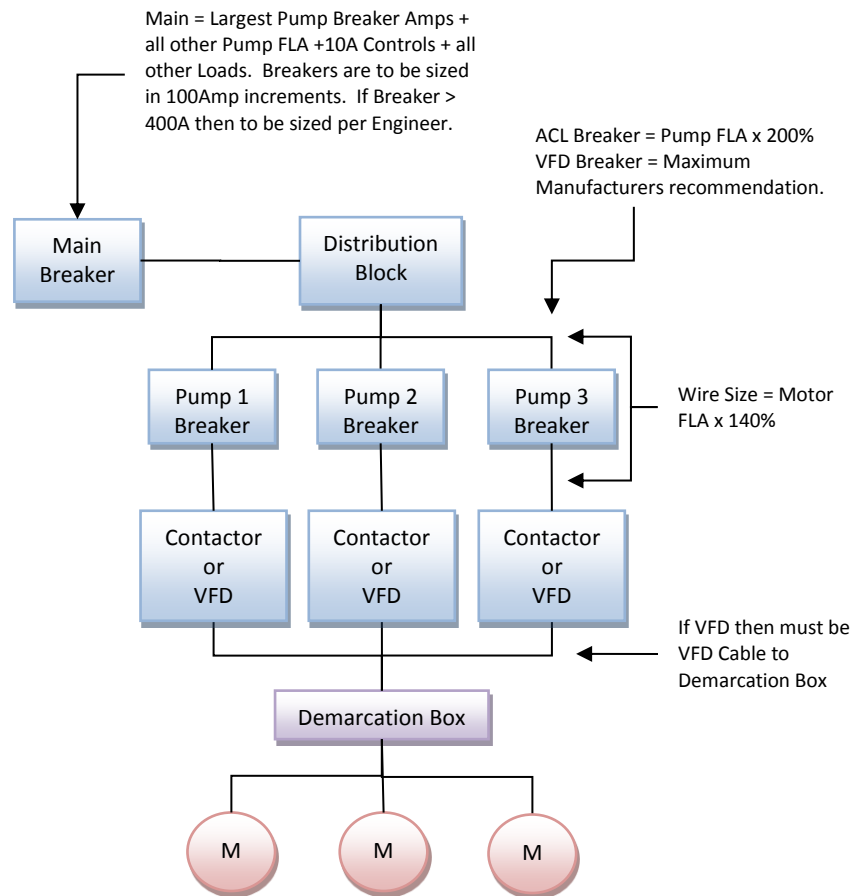 Main = Largest Pump Breaker Amps +
all other Pump FLA +10A Controls + all
other Loads.  Breakers are to be sized
in 100Amp increments.  If Breaker >
400A then to be sized per Engineer.
ACL Breaker = Pump FLA x 200%
VFD Breaker = Maximum
Manufacturers recommendation.
Main
Breaker
Distribution
Block
Pump 1
Breaker
Pump 2
Breaker
Pump 3
Breaker
Wire Size = Motor
FLA x 140%
Contactor
or
VFD
Contactor
or
VFD
Contactor
or
VFD
If VFD then must be
VFD Cable to
Demarcation Box
Demarcation Box
M
M
M